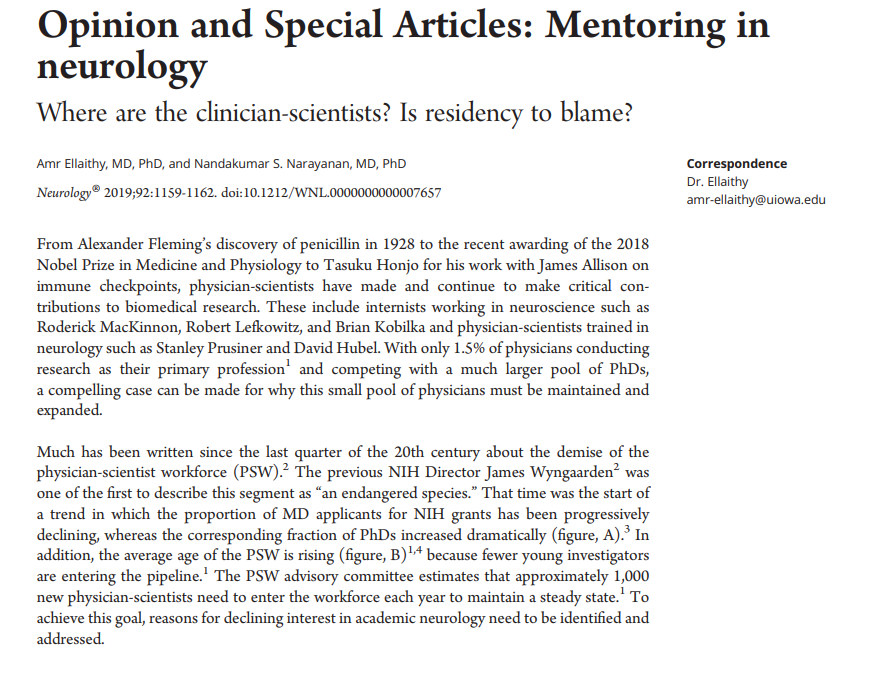 Opinion and Special Articles: Mentoring in
neurology
Where are the clinician-scientists? Is residency to blame?
Amr Ellaithy, MD, PhD, and Nandakumar S. Narayanan, MD, PhD
Neurology® 2019;92:1159-1162. doi:10.1212/WNL.0000000000007657
Correspondence
Dr. Ellaithy
amr-ellaithy@uiowa.edu
From Alexander Fleming's discovery of penicillin in 1928 to the recent awarding of the 2018
Nobel Prize in Medicine and Physiology to Tasuku Honjo for his work with James Allison on
immune checkpoints, physician-scientists have made and continue to make critical con-
tributions to biomedical research. These include internists working in neuroscience such as
Roderick MacKinnon, Robert Lefkowitz, and Brian Kobilka and physician-scientists trained in
neurology such as Stanley Prusiner and David Hubel. With only 1.5% of physicians conducting
research as their primary profession1 and competing with a much larger pool of PhDs,
a compelling case can be made for why this small pool of physicians must be maintained and
expanded.
Much has been written since the last quarter of the 20th century about the demise of the
physician-scientist workforce (PSW).2 The previous NIH Director James Wyngaarden2 was
one of the first to describe this segment as “an endangered species.” That time was the start of
a trend in which the proportion of MD applicants for NIH grants has been progressively
declining, whereas the corresponding fraction of PhDs increased dramatically (figure, A).3 In
addition, the average age of the PSW is rising (figure, B)1,4 because fewer young investigators
are entering the pipeline.1 The PSW advisory committee estimates that approximately 1,000
new physician-scientists need to enter the workforce each year to maintain a steady state.1 To
achieve this goal, reasons for declining interest in academic neurology need to be identified and
addressed.